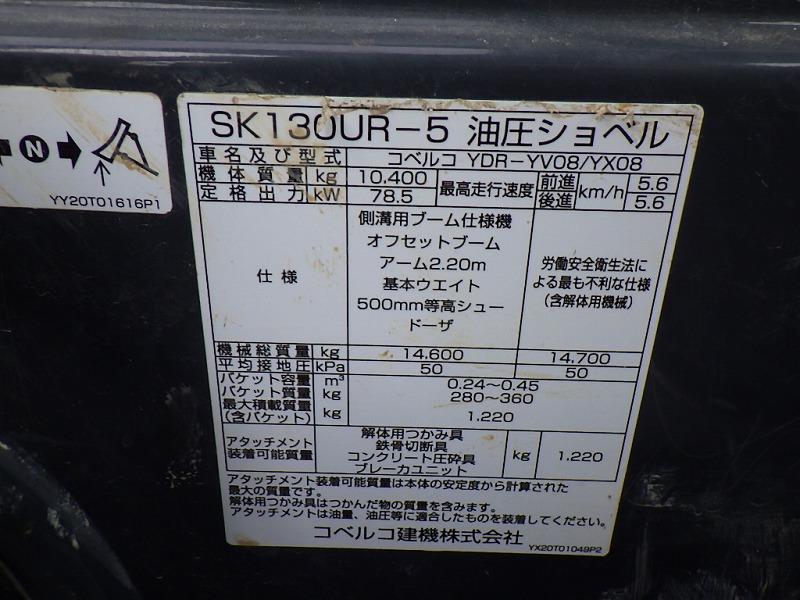 N
YY20T01616P1
SK130UR-5 油圧ショベル
車名及び型式 コベルコ YDR-YV08/YX08
機体質量 kg 10,400 最高走行速度 前進 km/h 5.6
定格出力 kW 78.5 後進 5.6
仕様
側溝用ブーム仕様機
オフセットブーム
アーム2.20m
基本ウエイト
500mm等高シュー
ドーザ
労働安全衛生法に
よる最も不利な仕様
(含解体用機械)
機械総質量 kg 14,600 14,700
平均接地圧 kPa 50 50
バケット容量 m³ 0.24~0.45
バケット質量 kg 280~360
最大積載質量
(含バケット) kg 1,220
アタッチメント
装着可能質量
解体用つかみ具
鉄骨切断具
コンクリート圧砕具
ブレーカユニット
kg 1,220
アタッチメント装着可能質量は本体の安定度から計算された
最大の質量です。
解体用つかみ具はつかんだ物の質量を含みます。
アタッチメントは油量、油圧等に適合したものを装着してください。
コベルコ建機株式会社
YX20T01049P2